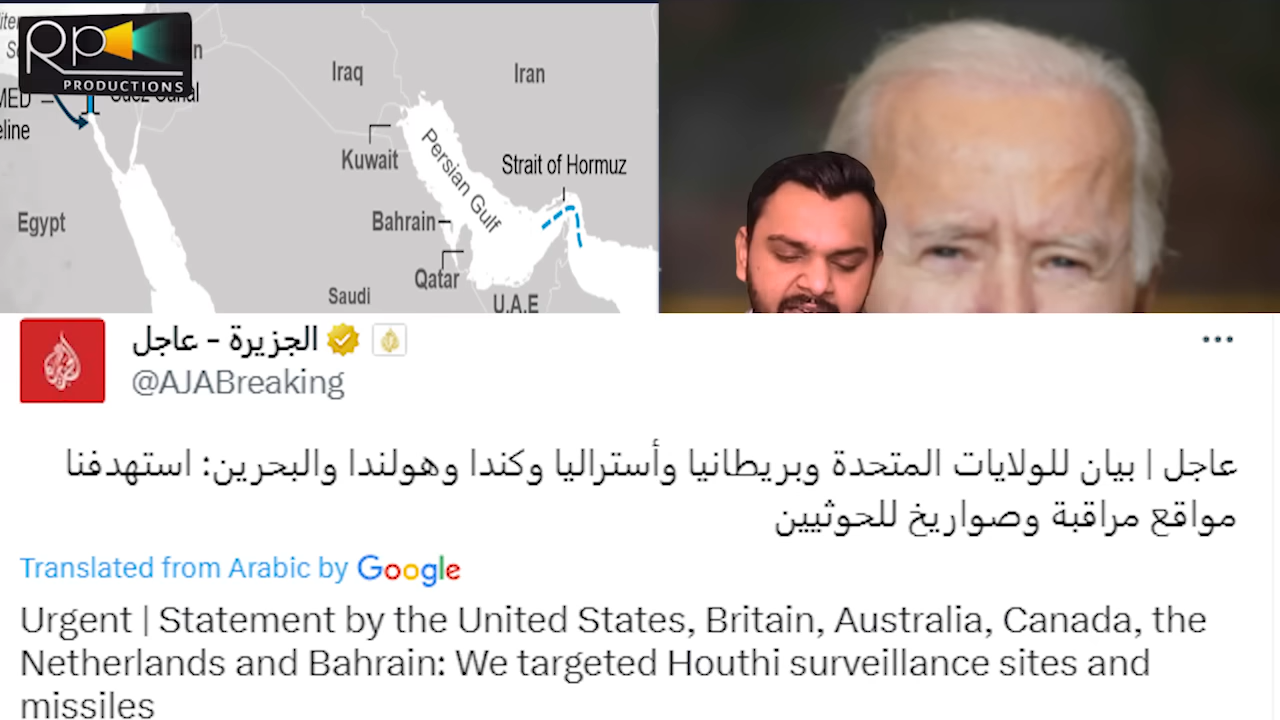 Rp
PRODUCTIONS
Suez Canal
eline
Egypt
Iraq
Iran
Kuwait
Persian Gulf
Strait of Hormuz
Bahrain
Qatar
Saudi
U.A.E
الجزيرة - عاجل
@AJABreaking
عاجل | بيان للولايات المتحدة وبريطانيا وأستراليا وكندا وهولندا والبحرين: استهدفنا
مواقع مراقبة وصواريخ للحوثيين
Translated from Arabic by Google
Urgent | Statement by the United States, Britain, Australia, Canada, the
Netherlands and Bahrain: We targeted Houthi surveillance sites and
missiles